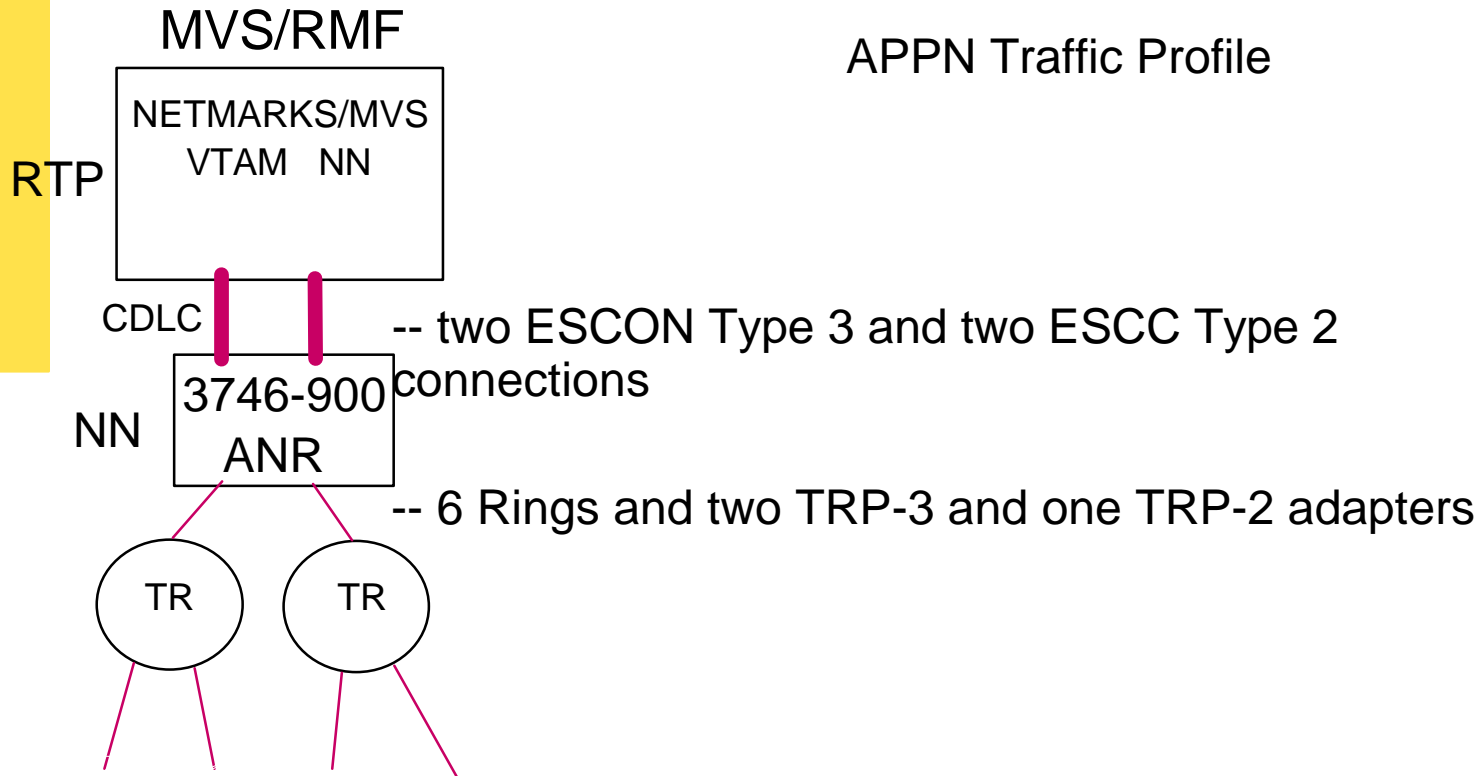 MVS/RMF
APPN Traffic Profile
NETMARKS/MVS
VTAM NN
RTP
CDLC
-- two ESCON Type 3 and two ESCC Type 2
connections
3746-900
NN
ANR
-- 6 Rings and two TRP-3 and one TRP-2 adapters
TR
TR